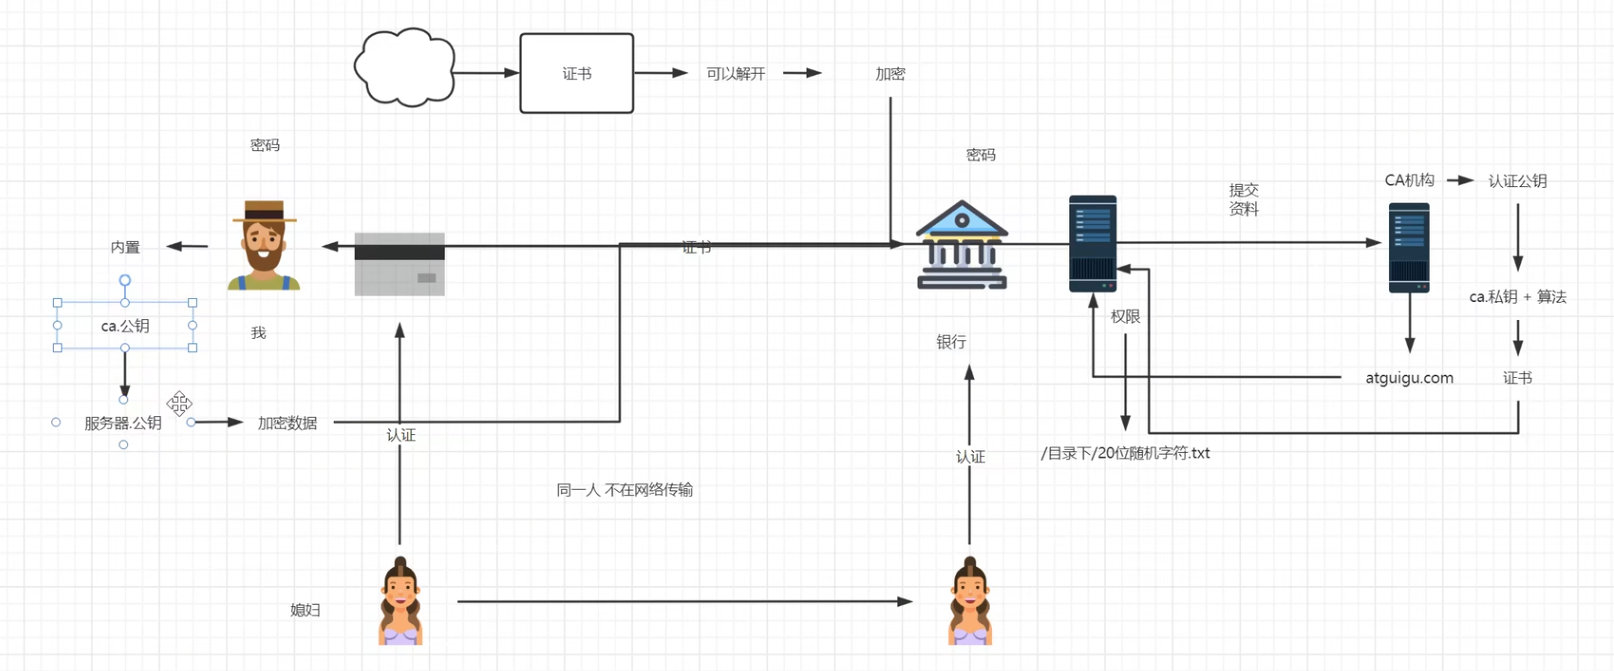 证书
可以解开
加密
密码
密码
CA机构
认证公钥
提交
资料
内置
证书
ca.公钥
我
ca.私钥 + 算法
权限
银行
atguigu.com
证书
服务器.公钥
加密数据
认证
/目录下/20位随机字符.txt
认证
同一人 不在网络传输
媳妇